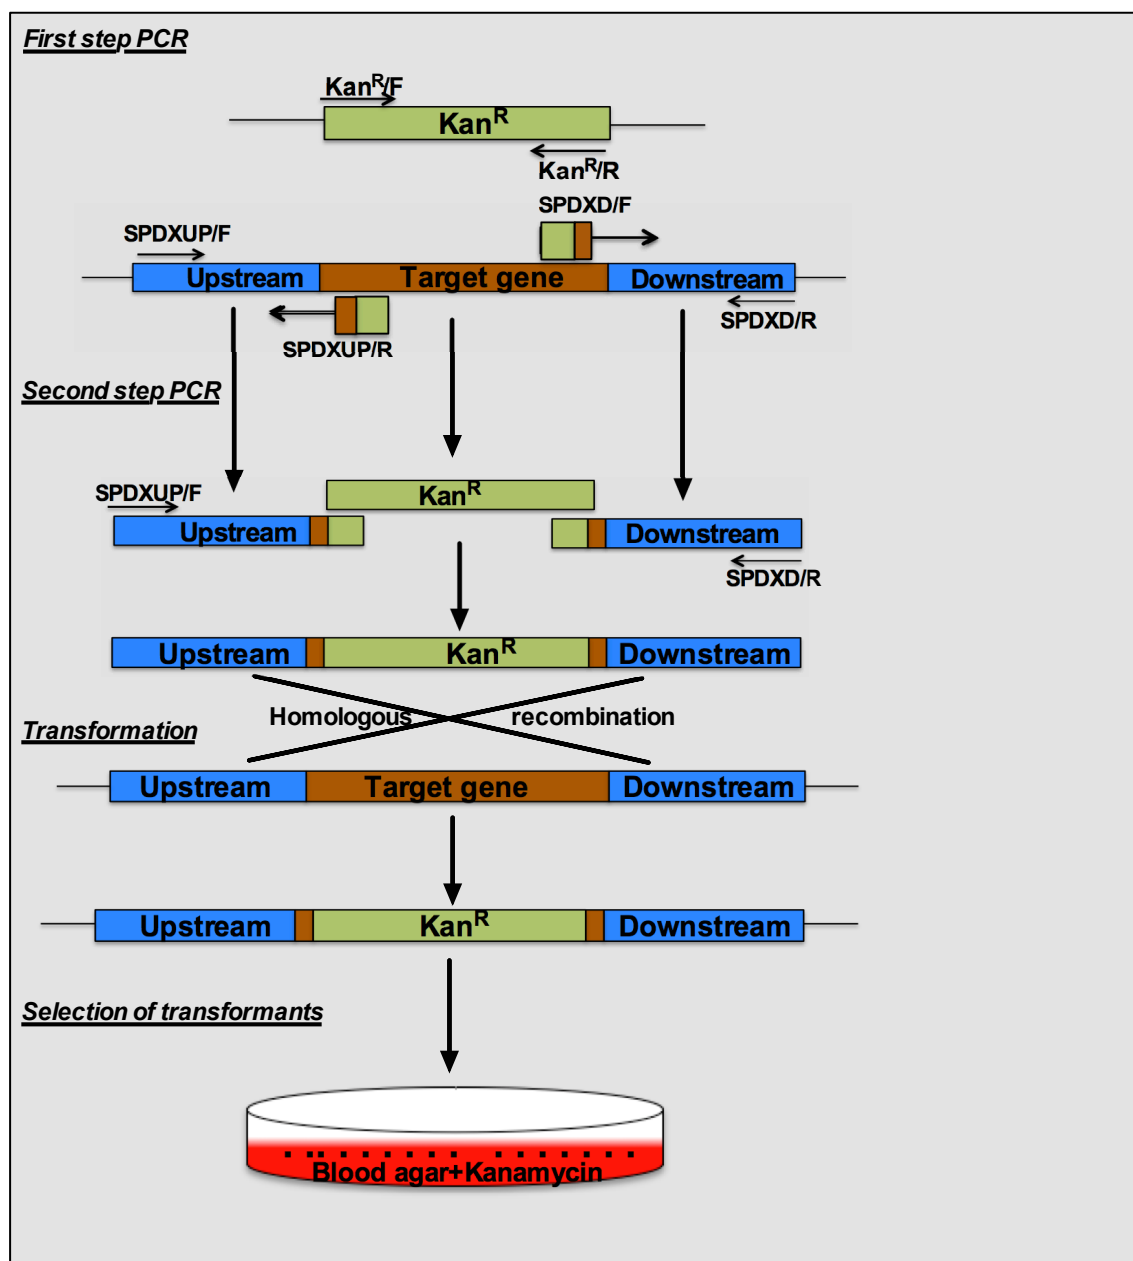 First step PCR
Kanᴿ/F
Kanᴿ
Kanᴿ/R
SPDXD/F
SPDXUP/F
Upstream Target gene Downstream
SPDXD/R
SPDXUP/R
Second step PCR
Kanᴿ
SPDXUP/F
Upstream Downstream
SPDXD/R
Upstream Kanᴿ Downstream
Homologous recombination
Transformation
Upstream Target gene Downstream
Upstream Kanᴿ Downstream
Selection of transformants
Blood agar+Kanamycin